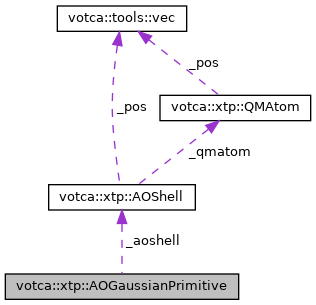 votca::tools::vec
_pos
votca::xtp::QMAtom
_pos
_qmatom
votca::xtp::AOShell
_aoshell
votca::xtp::AOGaussianPrimitive